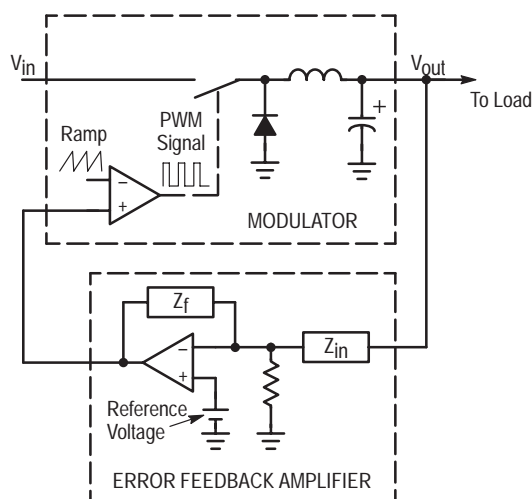 Vin
Vout
To Load
Ramp
PWM
Signal
−
+
+
MODULATOR
Zf
Zin
−
+
Reference
Voltage
ERROR FEEDBACK AMPLIFIER